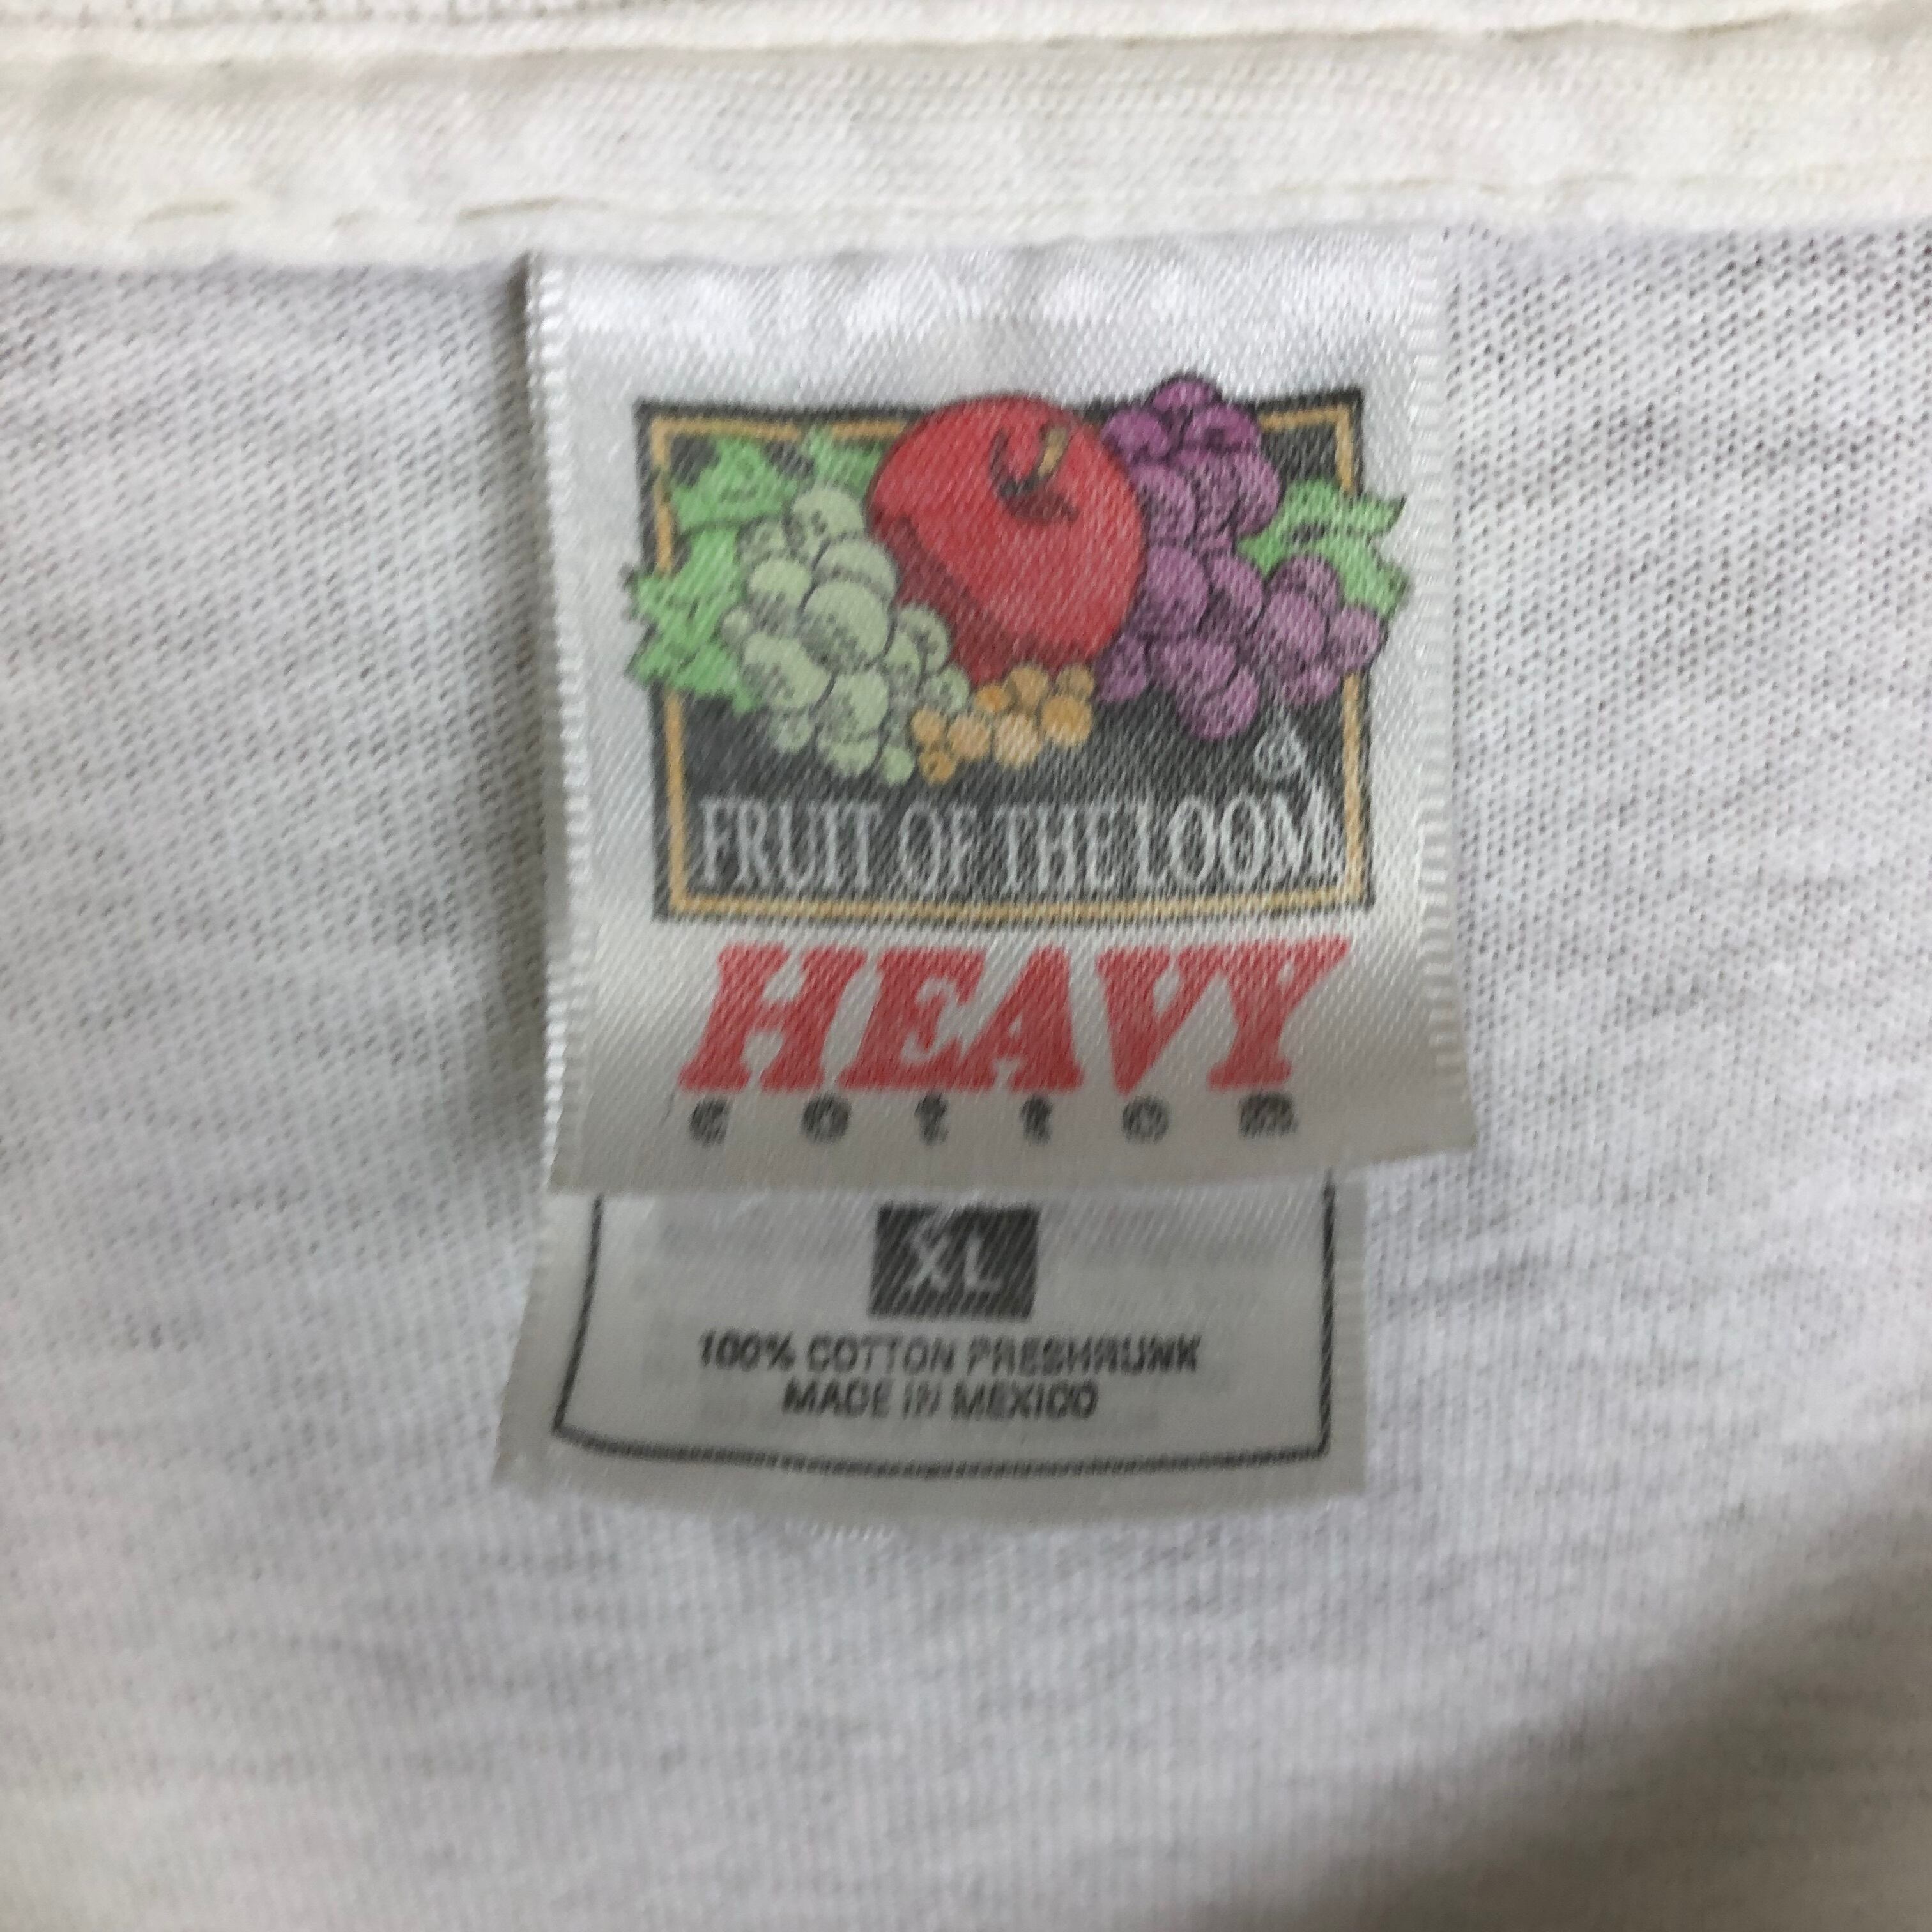 ®
FRUIT OF THE LOOM
HEAVY
cotton
XL
100% COTTON PRESHRUNK
MADE IN MEXICO